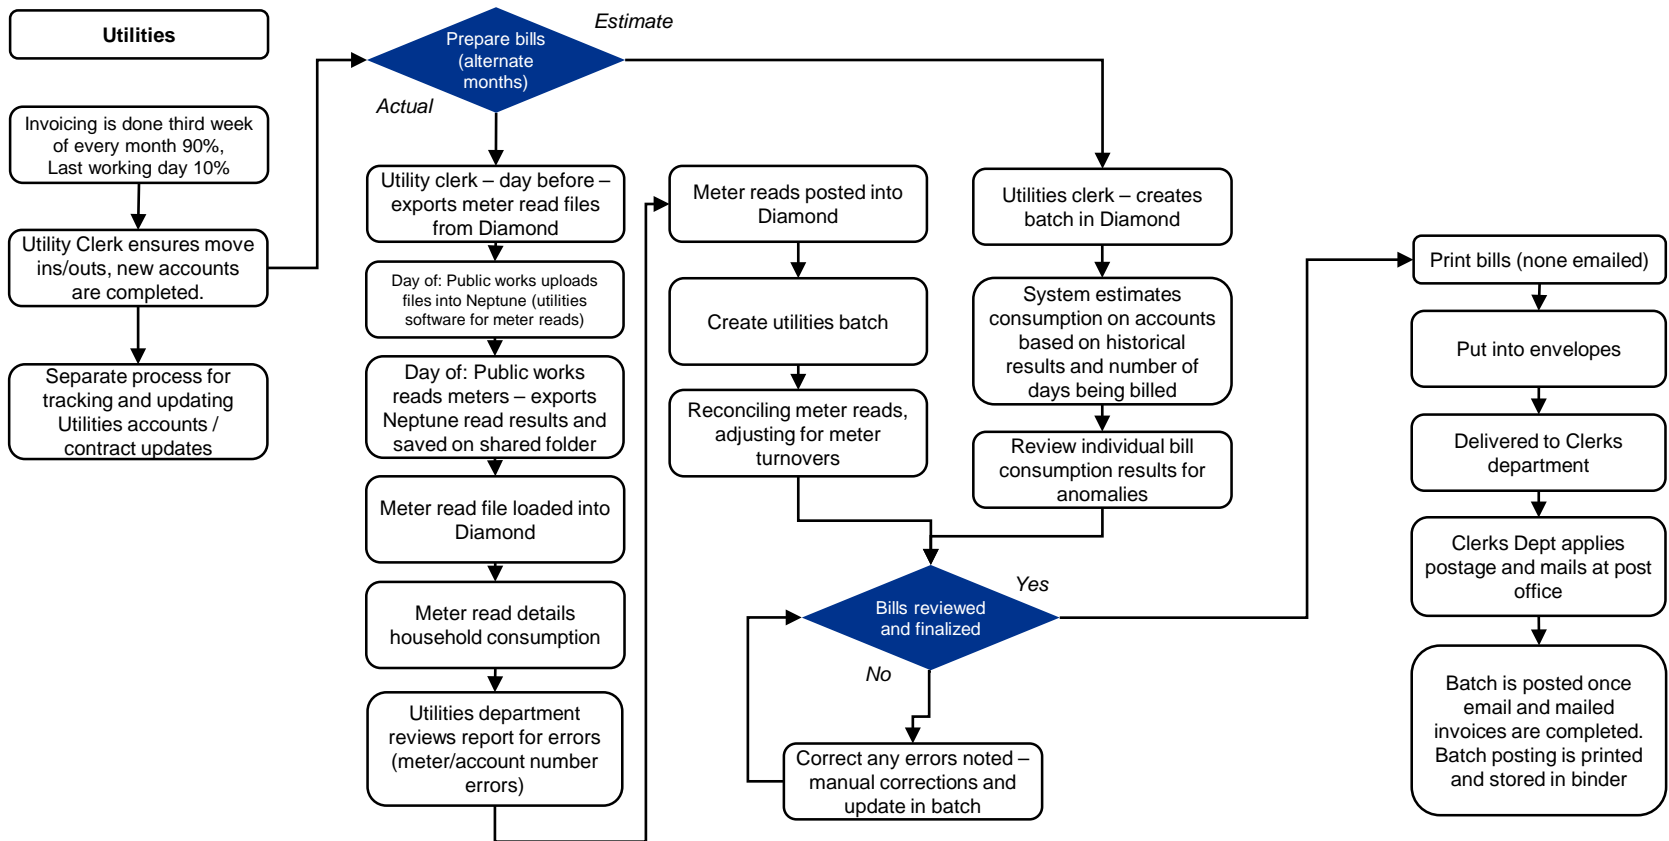 Utilities
Invoicing is done third week
of every month 90%,
Last working day 10%
Utility Clerk ensures move
ins/outs, new accounts
are completed.
Separate process for
tracking and updating
Utilities accounts /
contract updates
Prepare bills
(alternate
months)
Estimate
Actual
Utility clerk – day before –
exports meter read files
from Diamond
Day of: Public works uploads
files into Neptune (utilities
software for meter reads)
Day of: Public works
reads meters – exports
Neptune read results and
saved on shared folder
Meter read file loaded into
Diamond
Meter read details
household consumption
Utilities department
reviews report for errors
(meter/account number
errors)
Meter reads posted into
Diamond
Create utilities batch
Reconciling meter reads,
adjusting for meter
turnovers
Utilities clerk – creates
batch in Diamond
System estimates
consumption on accounts
based on historical
results and number of
days being billed
Review individual bill
consumption results for
anomalies
Bills reviewed
and finalized
Yes
No
Correct any errors noted –
manual corrections and
update in batch
Print bills (none emailed)
Put into envelopes
Delivered to Clerks
department
Clerks Dept applies
postage and mails at post
office
Batch is posted once
email and mailed
invoices are completed.
Batch posting is printed
and stored in binder